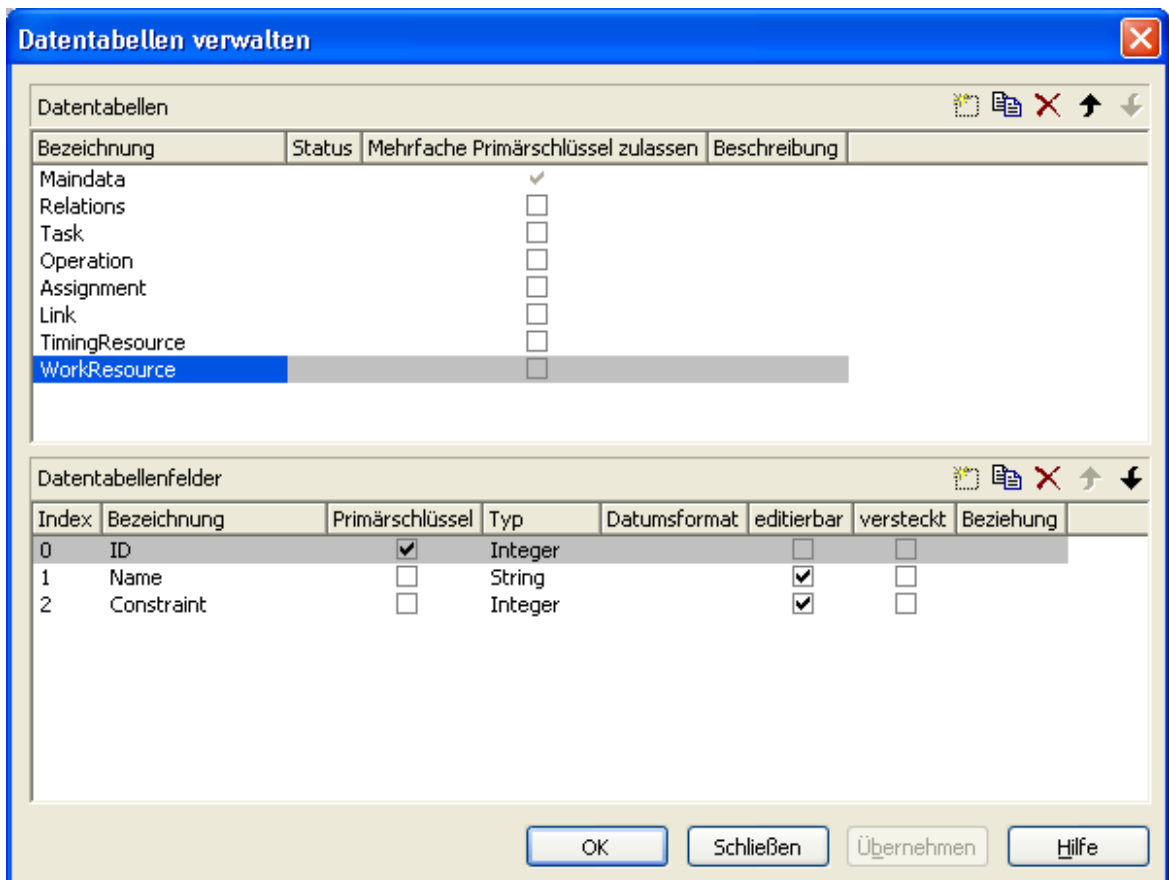 Datentabellen verwalten
Datentabellen
Bezeichnung Status Mehrfache Primärschlüssel zulassen Beschreibung
Maindata
Relations
Task
Operation
Assignment
Link
TimingResource
WorkResource
Datentabellenfelder
Index Bezeichnung Primärschlüssel Typ Datumsformat editierbar versteckt Beziehung
0 ID Integer
1 Name String
2 Constraint Integer
OK Schließen Übernehmen Hilfe